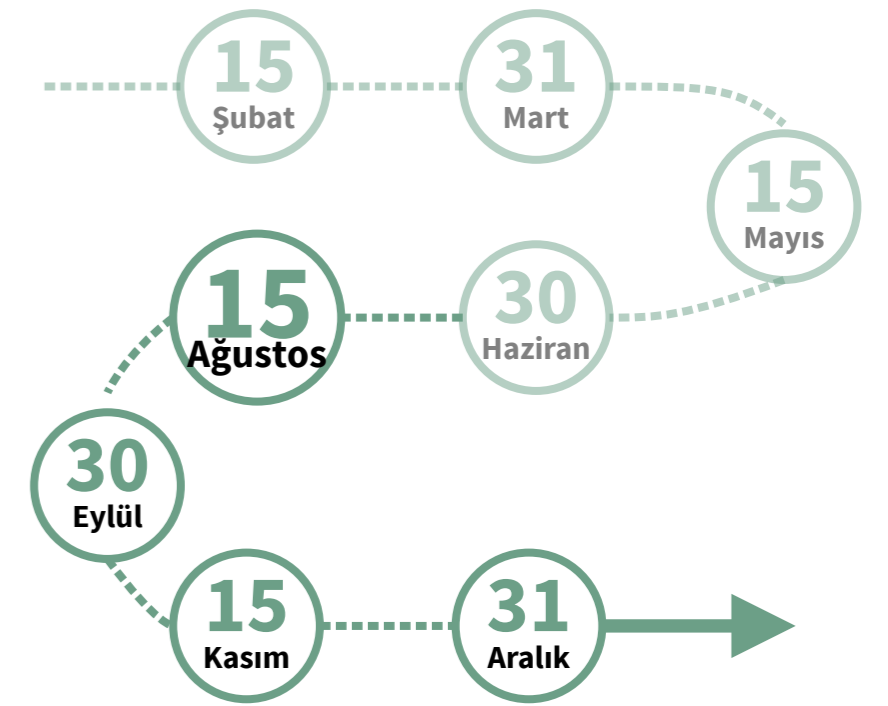 15
Şubat
31
Mart
15
Mayıs
30
Haziran
15
Ağustos
30
Eylül
15
Kasım
31
Aralık